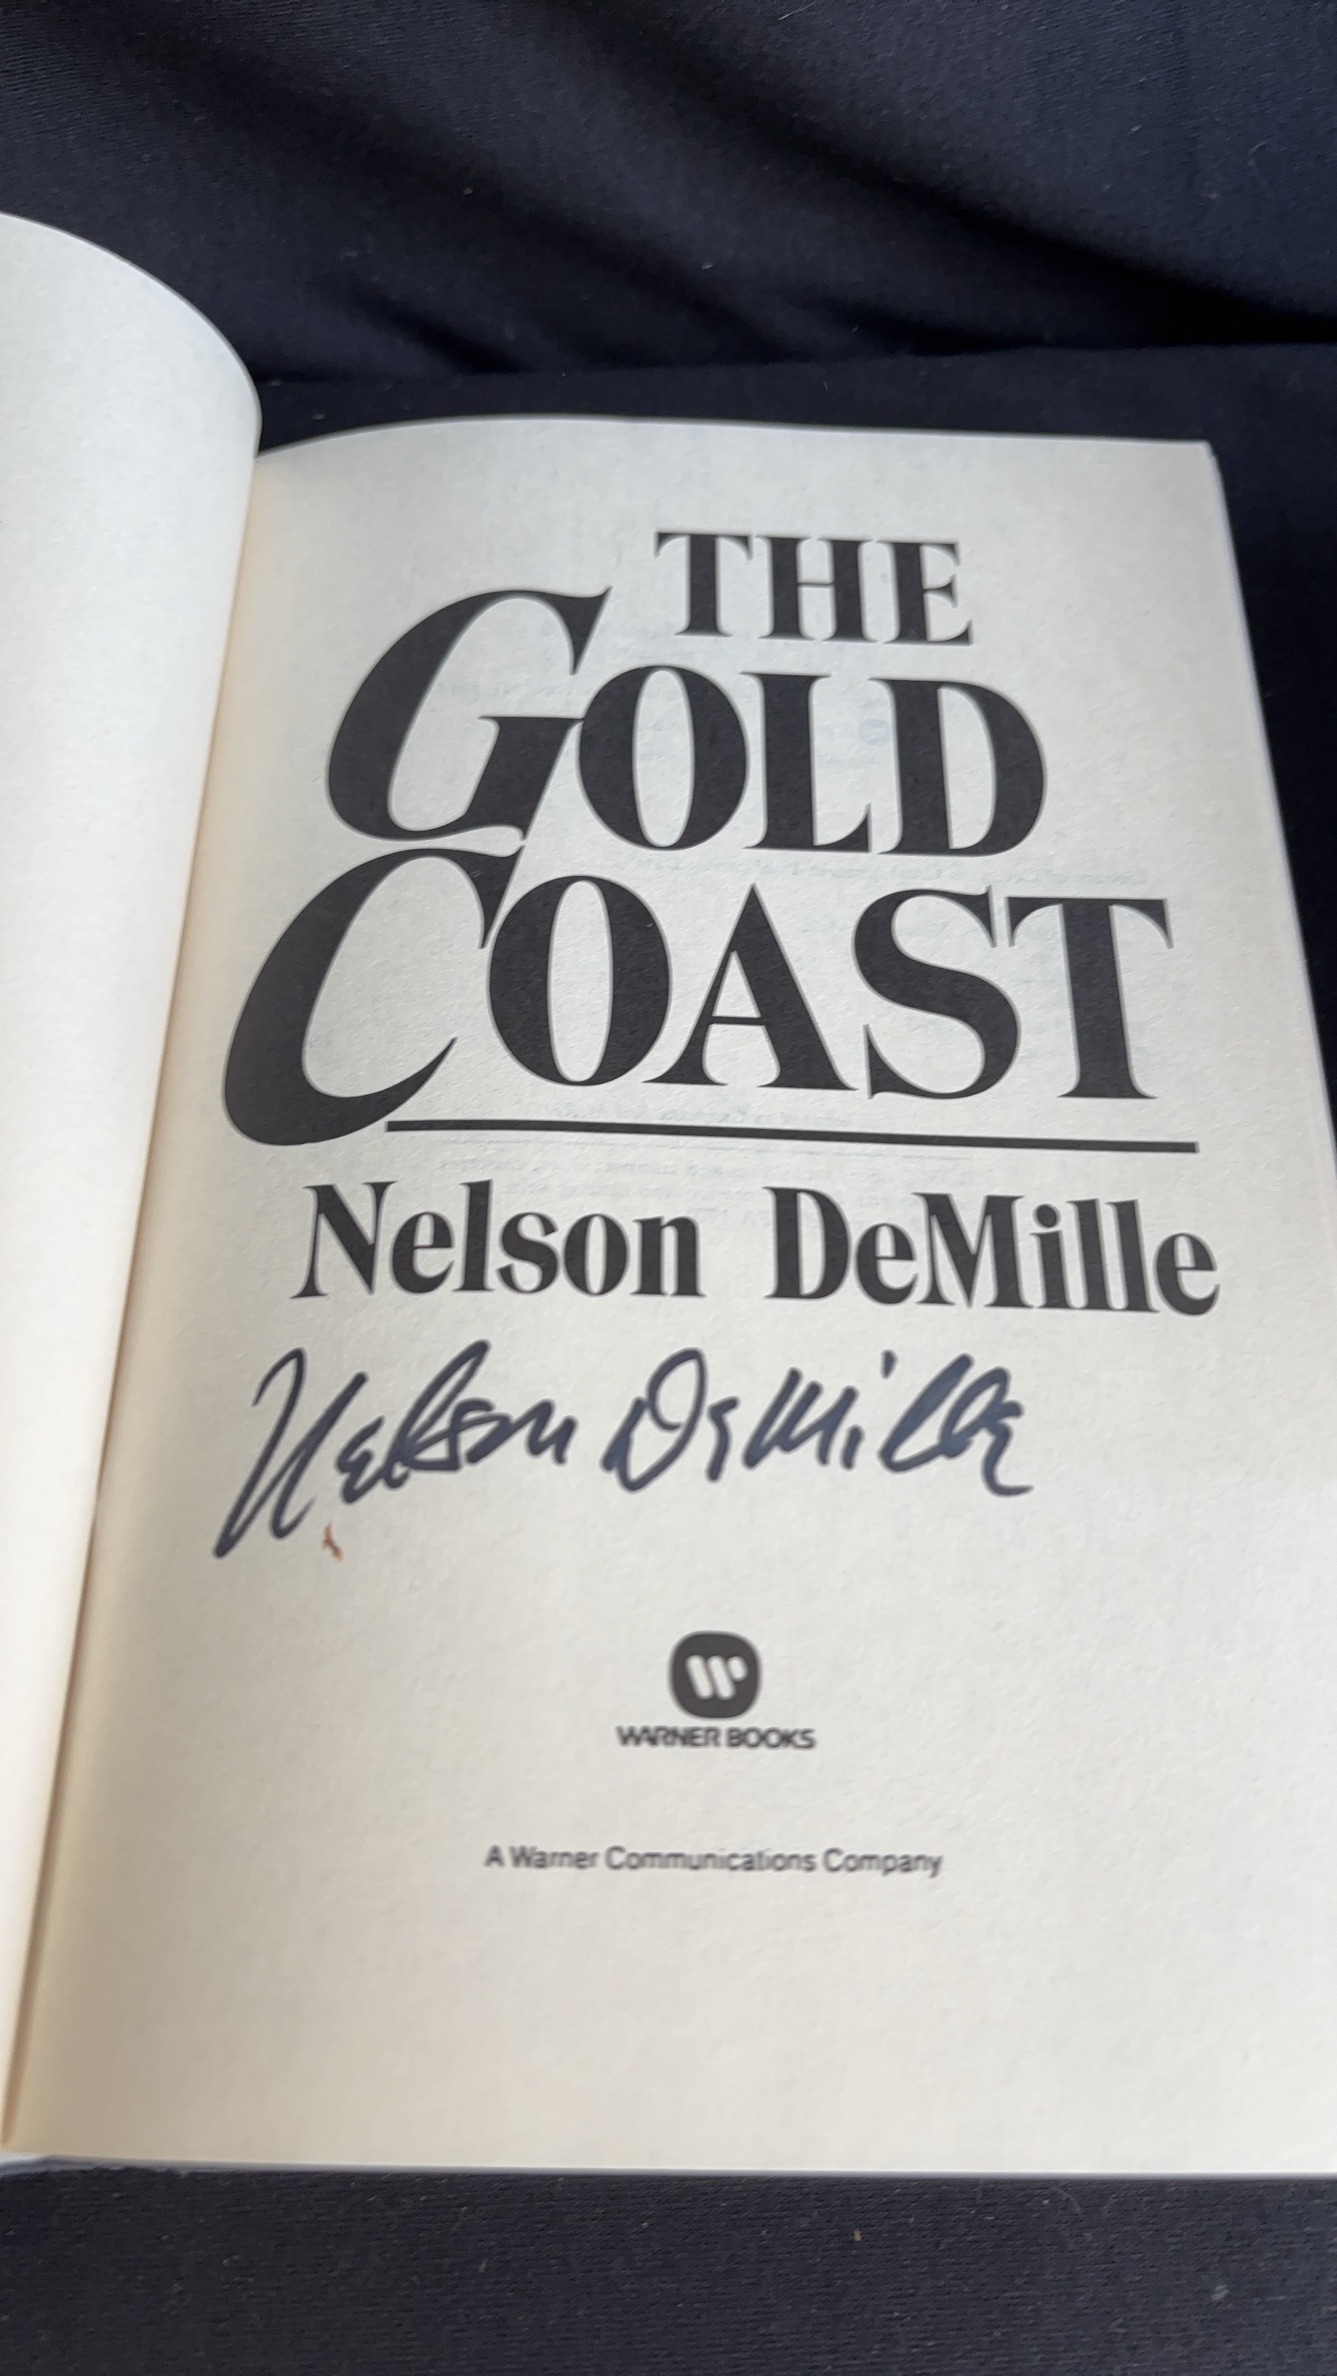 THE
GOLD
COAST
Nelson DeMille
Nelson DeMille
W
WARNER BOOKS
A Warner Communications Company